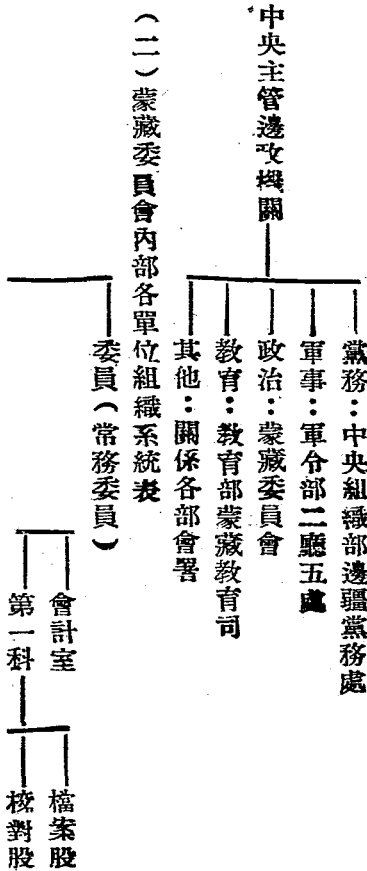 中央主管邊政機關
黨務：中央組織部邊疆黨務處
軍事：軍令部二廳五處
政治：蒙藏委員會
教育：教育部蒙藏教育司
其他：關係各部會署
（二）蒙藏委員會內部各單位組織系統表
委員（常務委員）
會計室
第一科
檔案股
校對股